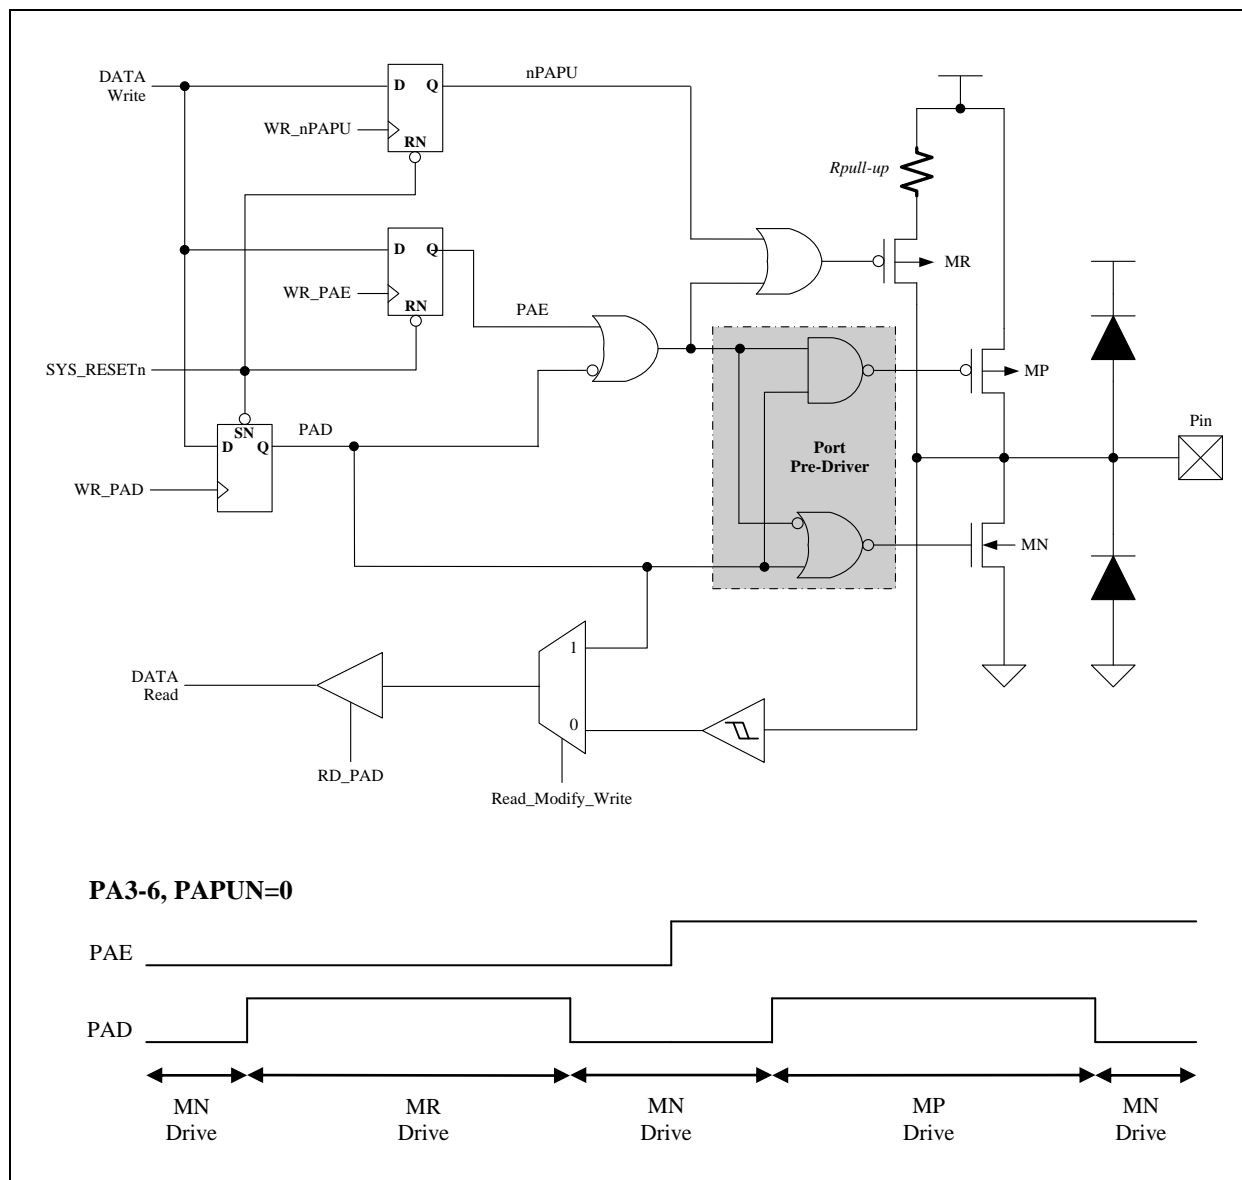 nPAPU
DATA
Write
D
Q
WR_nPAPU
RN
Rpull-up
D
Q
MR
WR_PAE
RN
PAE
SYS_RESETn
MP
PAD
SN
D
Q
Pin
Port
Pre-Driver
WR_PAD
MN
1
DATA
Read
0
RD_PAD
Read_Modify_Write
PA3-6, PAPUN=0
PAE
PAD
MN
Drive
MR
Drive
MN
Drive
MP
Drive
MN
Drive